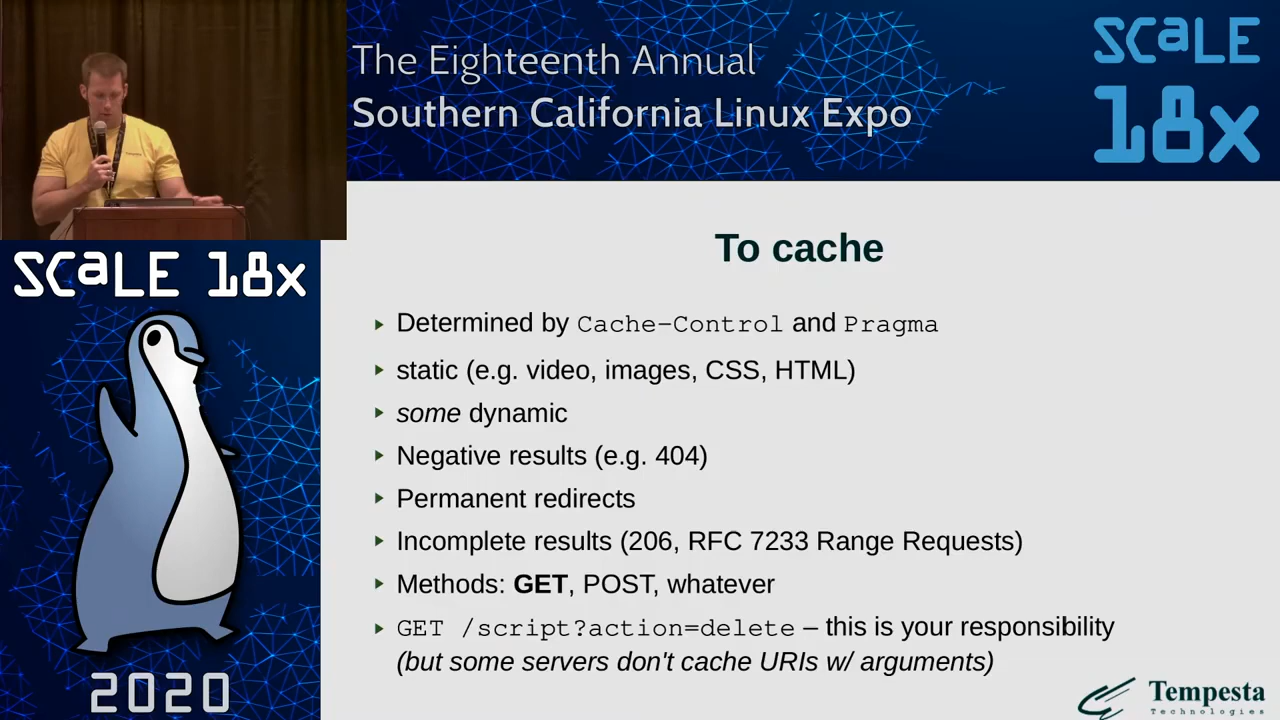 The Eighteenth Annual
Southern California Linux Expo
SCaLE
18x
SCaLE 18x
2020
To cache
Determined by Cache-Control and Pragma
static (e.g. video, images, CSS, HTML)
some dynamic
Negative results (e.g. 404)
Permanent redirects
Incomplete results (206, RFC 7233 Range Requests)
Methods: GET, POST, whatever
GET /script?action=delete – this is your responsibility
(but some servers don't cache URIs w/ arguments)
Tempesta
Technologies